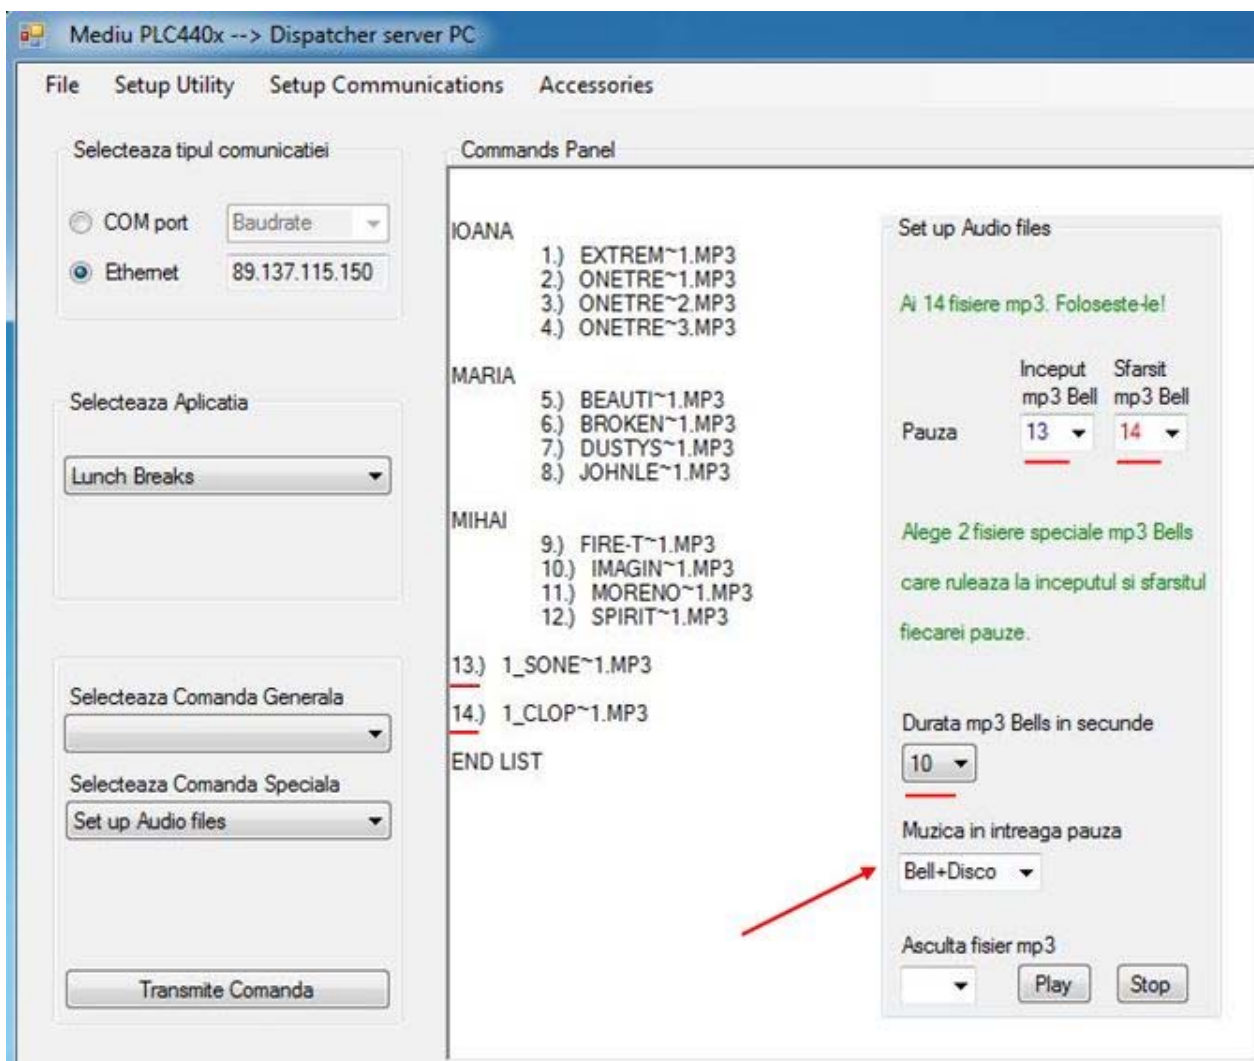 Mediu PLC440x --> Dispatcher server PC
File Setup Utility Setup Communications Accessories
Selecteaza tipul comunicatiei
COM port Baudrate
Ethernet 89.137.115.150
Selecteaza Aplicatia
Lunch Breaks
Selecteaza Comanda Generala
Selecteaza Comanda Speciala
Set up Audio files
Transmite Comanda
Commands Panel
IOANA
1.) EXTREM~1.MP3
2.) ONETRE~1.MP3
3.) ONETRE~2.MP3
4.) ONETRE~3.MP3
MARIA
5.) BEAUTI~1.MP3
6.) BROKEN~1.MP3
7.) DUSTYS~1.MP3
8.) JOHNLE~1.MP3
MIHAI
9.) FIRE-T~1.MP3
10.) IMAGIN~1.MP3
11.) MORENO~1.MP3
12.) SPIRIT~1.MP3
13.) 1_SONE~1.MP3
14.) 1_CLOP~1.MP3
END LIST
Set up Audio files
Ai 14 fisiere mp3. Foloseste-le!
Inceput Sfarsit
mp3 Bell mp3 Bell
Pauza 13 14
Alege 2 fisiere speciale mp3 Bells
care ruleaza la inceputul si sfarsitul
fiecarei pauze.
Durata mp3 Bells in secunde
10
Muzica in intreaga pauza
Bell+Disco
Asculta fisier mp3
Play Stop